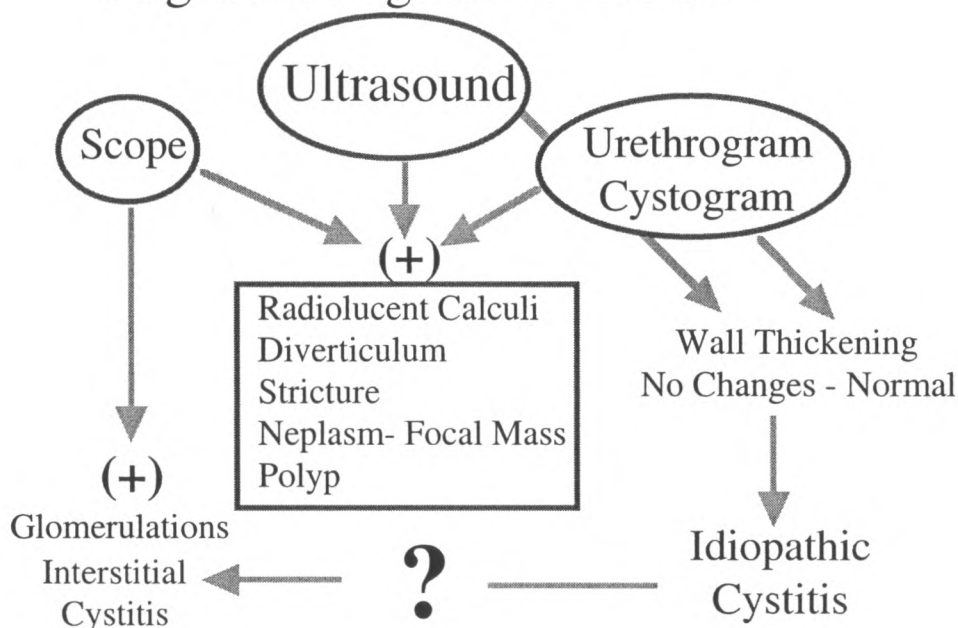 Ultrasound
Scope
Urethrogram
Cystogram
(+)
Radiolucent Calculi
Diverticulum
Stricture
Neplasm- Focal Mass
Polyp
Wall Thickening
No Changes - Normal
(+)
Glomerulations
Interstitial
Cystitis
?
Idiopathic
Cystitis